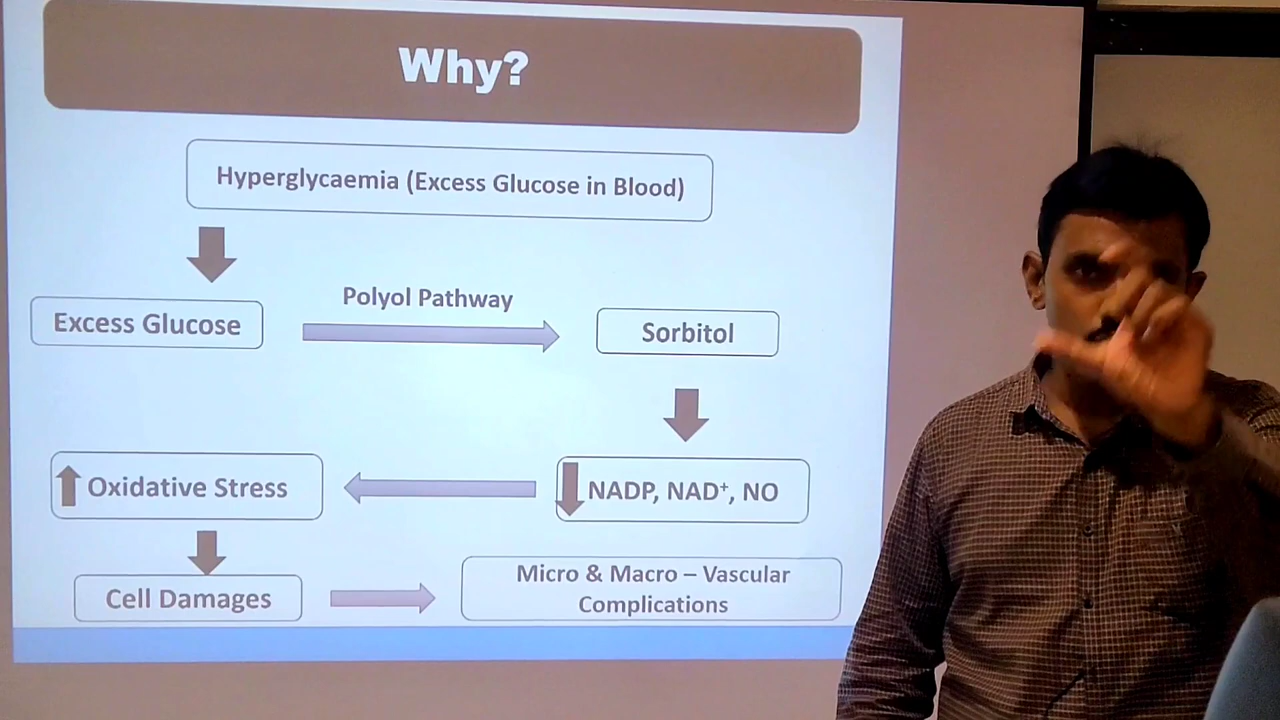 Why?
Hyperglycaemia (Excess Glucose in Blood)
Excess Glucose
Polyol Pathway
Sorbitol
Oxidative Stress
NADP, NAD⁺, NO
Cell Damages
Micro & Macro – Vascular
Complications